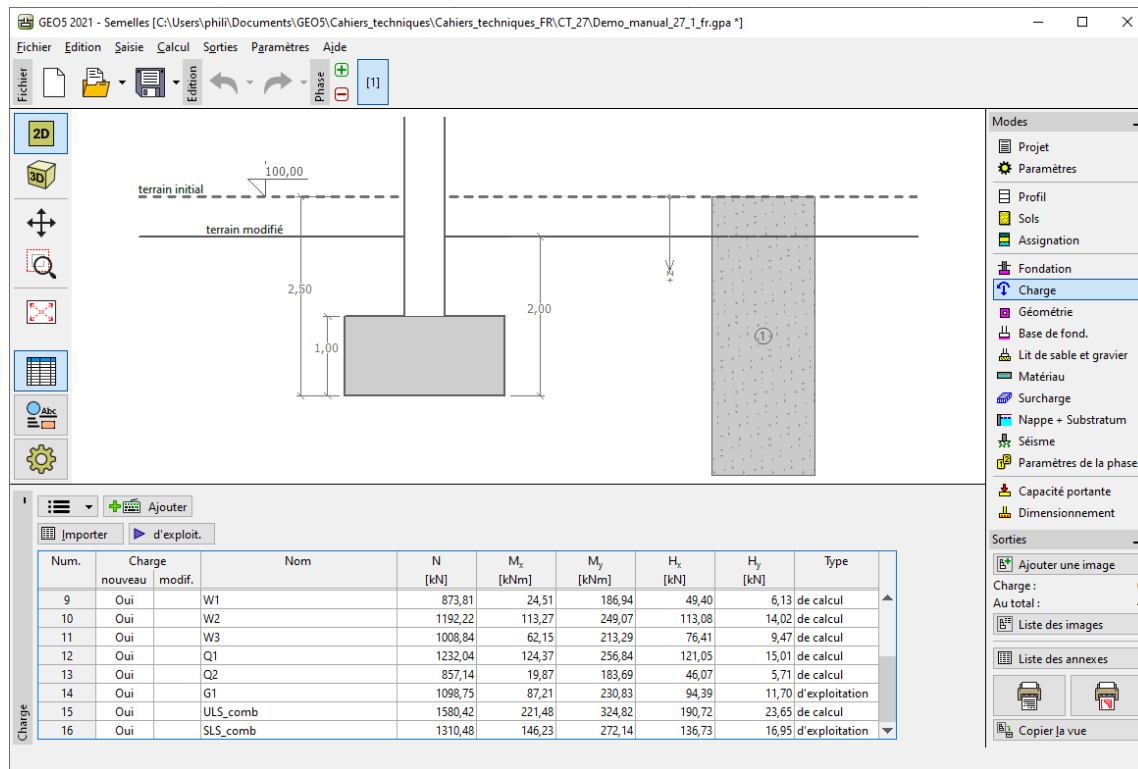 GEO5 2021 - Semelles [C:\Users\phili\Documents\GEO5\Cahiers_techniques\Cahiers_techniques_FR\CT_27\Demo_manual_27_1_fr.gpa *]
Fichier Edition Saisie Calcul Sorties Paramètres Ajde
Fichier
Edition
Phase
[1]
2D
3D
Abc
100,00
terrain initial
terrain modifié
2,50
2,00
1,00
+z
1
Modes
Projet
Paramètres
Profil
Sols
Assignation
Fondation
Charge
Géométrie
Base de fond.
Lit de sable et gravier
Matériau
Surcharge
Nappe + Substratum
Séisme
Paramètres de la phase
Capacité portante
Dimensionnement
Sorties
Ajouter une image
Charge :
Au total :
Liste des images
Liste des annexes
Copier la vue
Charge
Ajouter
Importer d'exploit.
Num. Charge Nom N Mx My Hx Hy Type
nouveau modif. [kN] [kNm] [kNm] [kN] [kN]
9 Oui W1 873,81 24,51 186,94 49,40 6,13 de calcul
10 Oui W2 1192,22 113,27 249,07 113,08 14,02 de calcul
11 Oui W3 1008,84 62,15 213,29 76,41 9,47 de calcul
12 Oui Q1 1232,04 124,37 256,84 121,05 15,01 de calcul
13 Oui Q2 857,14 19,87 183,69 46,07 5,71 de calcul
14 Oui G1 1098,75 87,21 230,83 94,39 11,70 d'exploitation
15 Oui ULS_comb 1580,42 221,48 324,82 190,72 23,65 de calcul
16 Oui SLS_comb 1310,48 146,23 272,14 136,73 16,95 d'exploitation